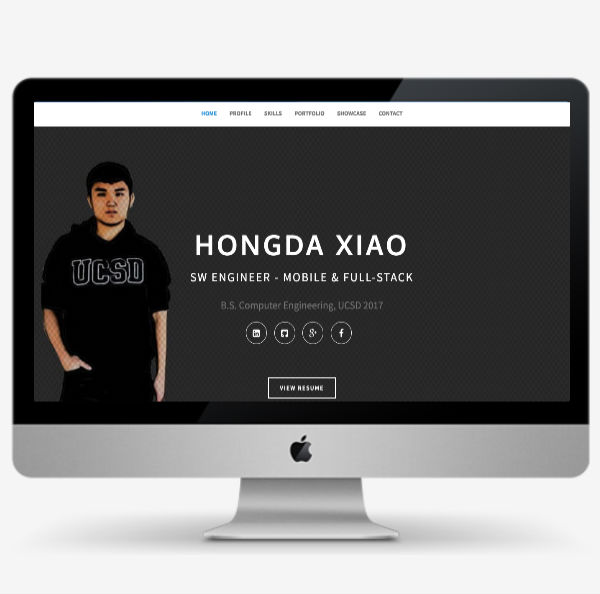 HOME PROFILE SKILLS PORTFOLIO SHOWCASE CONTACT
UCSD
HONGDA XIAO
SW ENGINEER - MOBILE & FULL-STACK
B.S. Computer Engineering, UCSD 2017
VIEW RESUME